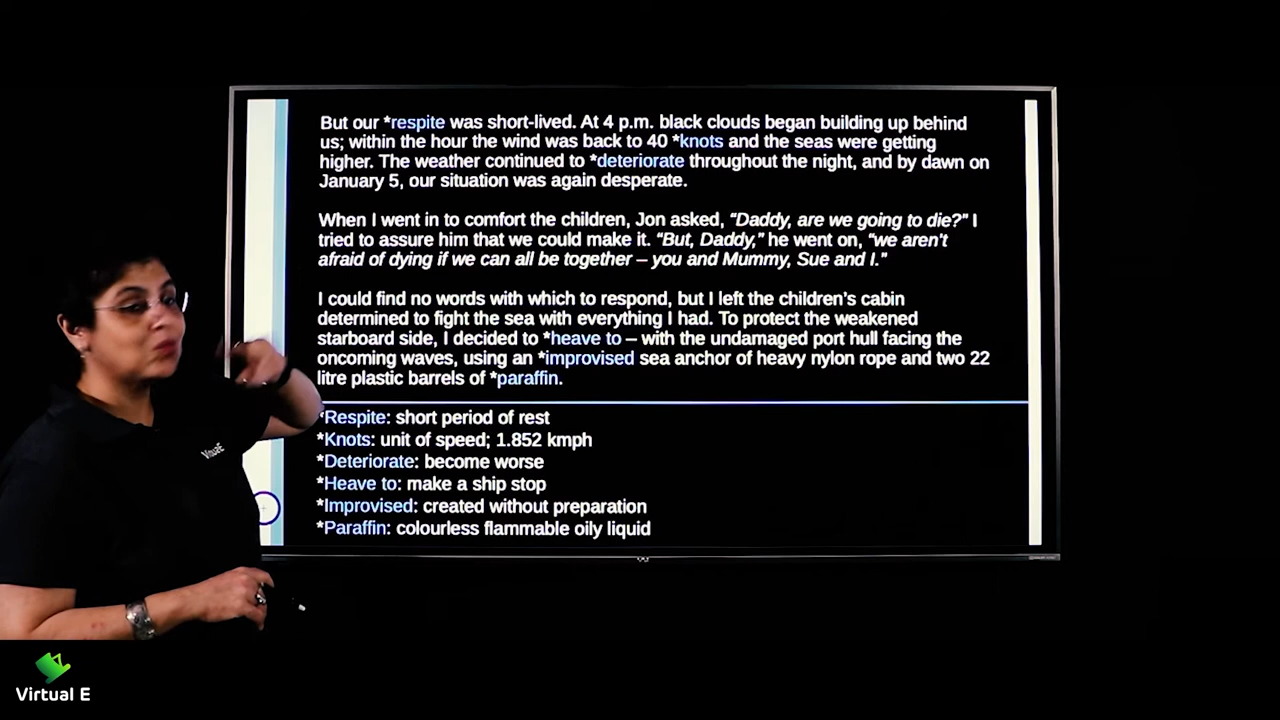 But our *respite was short-lived. At 4 p.m. black clouds began building up behind
us; within the hour the wind was back to 40 *knots and the seas were getting
higher. The weather continued to *deteriorate throughout the night, and by dawn on
January 5, our situation was again desperate.
When I went in to comfort the children, Jon asked, “Daddy, are we going to die?” I
tried to assure him that we could make it. “But, Daddy,” he went on, “we aren’t
afraid of dying if we can all be together – you and Mummy, Sue and I.”
I could find no words with which to respond, but I left the children’s cabin
determined to fight the sea with everything I had. To protect the weakened
starboard side, I decided to *heave to – with the undamaged port hull facing the
oncoming waves, using an *improvised sea anchor of heavy nylon rope and two 22
litre plastic barrels of *paraffin.
*Respite: short period of rest
*Knots: unit of speed; 1.852 kmph
*Deteriorate: become worse
*Heave to: make a ship stop
*Improvised: created without preparation
*Paraffin: colourless flammable oily liquid
VirtualE
Virtual E